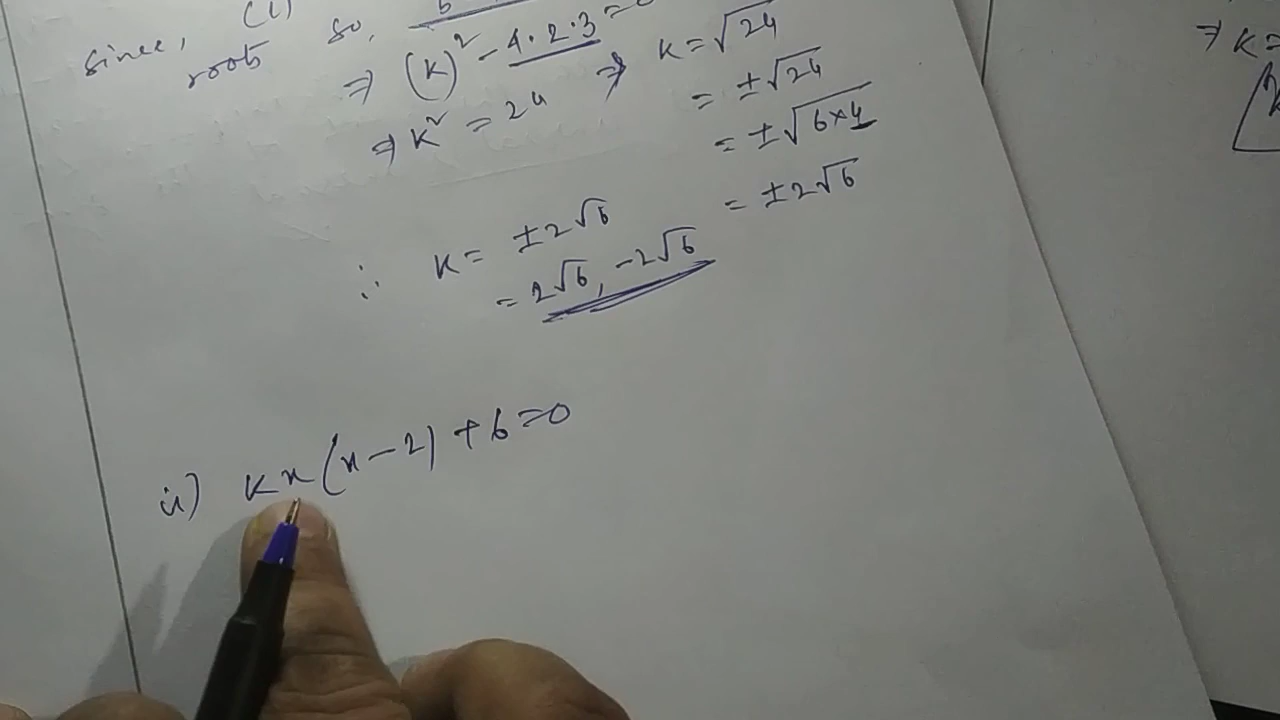 (i)
since,
root so,
⇒ (K)² - 4·2·3 = 0
⇒ K² = 24
⇒ K = √24
= ±√24
= ±√6×4
= ±2√6
∴ K = ±2√6
= 2√6, -2√6
ii) Kx(x-2)+6=0
⇒ K=